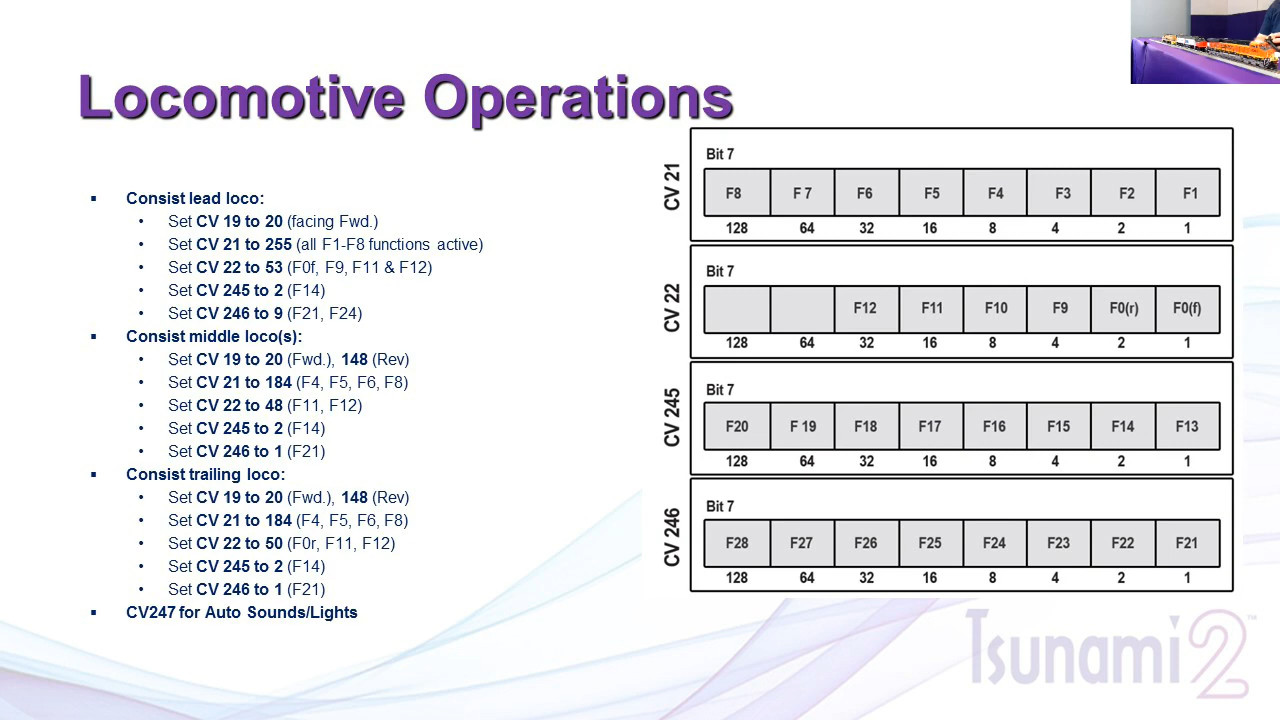 Locomotive Operations
▪ Consist lead loco:
• Set CV 19 to 20 (facing Fwd.)
• Set CV 21 to 255 (all F1-F8 functions active)
• Set CV 22 to 53 (F0f, F9, F11 & F12)
• Set CV 245 to 2 (F14)
• Set CV 246 to 9 (F21, F24)
▪ Consist middle loco(s):
• Set CV 19 to 20 (Fwd.), 148 (Rev)
• Set CV 21 to 184 (F4, F5, F6, F8)
• Set CV 22 to 48 (F11, F12)
• Set CV 245 to 2 (F14)
• Set CV 246 to 1 (F21)
▪ Consist trailing loco:
• Set CV 19 to 20 (Fwd.), 148 (Rev)
• Set CV 21 to 184 (F4, F5, F6, F8)
• Set CV 22 to 50 (F0r, F11, F12)
• Set CV 245 to 2 (F14)
• Set CV 246 to 1 (F21)
▪ CV247 for Auto Sounds/Lights
CV 21
Bit 7
F8 F 7 F6 F5 F4 F3 F2 F1
128 64 32 16 8 4 2 1
CV 22
Bit 7
F12 F11 F10 F9 F0(r) F0(f)
128 64 32 16 8 4 2 1
CV 245
Bit 7
F20 F 19 F18 F17 F16 F15 F14 F13
128 64 32 16 8 4 2 1
CV 246
Bit 7
F28 F27 F26 F25 F24 F23 F22 F21
128 64 32 16 8 4 2 1
Tsunami2™